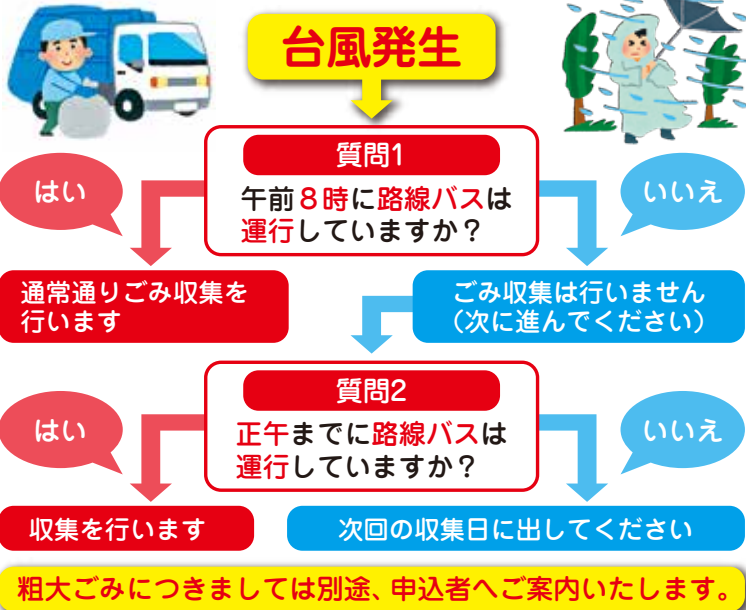 台風発生
質問1
午前8時に路線バスは
運行していますか？
はい
いいえ
通常通りごみ収集を
行います
ごみ収集は行いません
（次に進んでください）
質問2
正午までに路線バスは
運行していますか？
はい
いいえ
収集を行います
次回の収集日に出してください
粗大ごみにつきましては別途、申込者へご案内いたします。